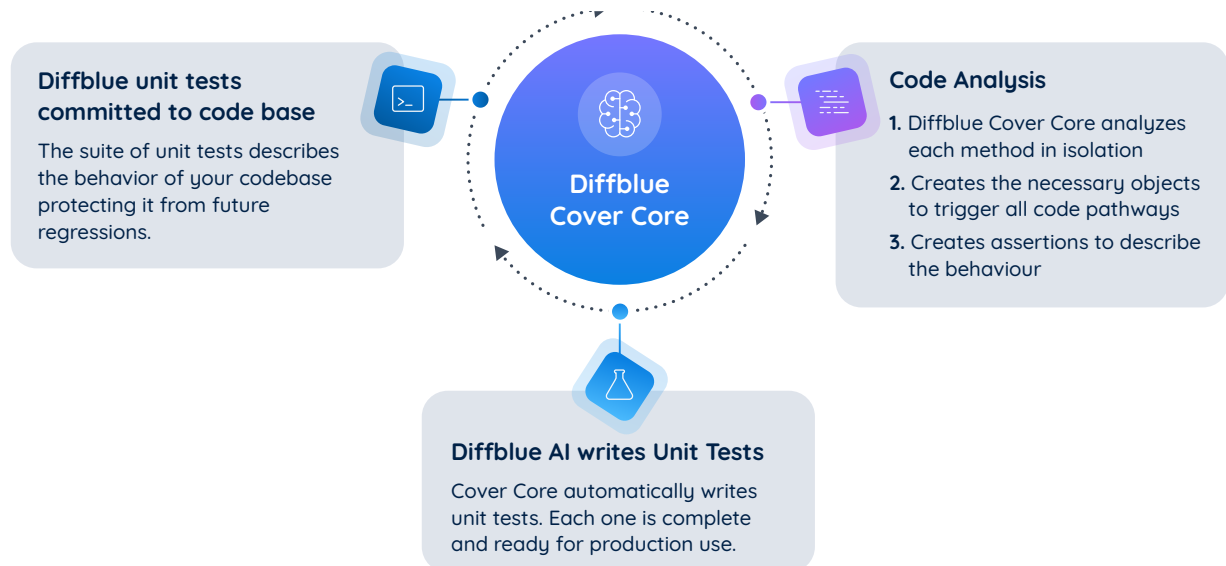 Diffblue unit tests
committed to code base
The suite of unit tests describes
the behavior of your codebase
protecting it from future
regressions.
>_
Diffblue
Cover Core
Code Analysis
1. Diffblue Cover Core analyzes
each method in isolation
2. Creates the necessary objects
to trigger all code pathways
3. Creates assertions to describe
the behaviour
Diffblue AI writes Unit Tests
Cover Core automatically writes
unit tests. Each one is complete
and ready for production use.